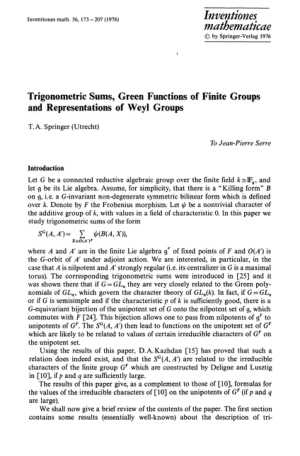 Inventiones math. 36, 173–207 (1976)
Inventiones
mathematicae
© by Springer-Verlag 1976
Trigonometric Sums, Green Functions of Finite Groups
and Representations of Weyl Groups
T. A. Springer (Utrecht)
To Jean-Pierre Serre
Introduction
Let G be a connected reductive algebraic group over the finite field k≃𝔽q, and
let g be its Lie algebra. Assume, for simplicity, that there is a "Killing form" B
on g, i.e. a G-invariant non-degenerate symmetric bilinear form which is defined
over k. Denote by F the Frobenius morphism. Let ψ be a nontrivial character of
the additive group of k, with values in a field of characteristic 0. In this paper we
study trigonometric sums of the form
S^G(A, A′)= ∑_{X∈O(A′)^F} ψ(B(A, X)),
where A and A′ are in the finite Lie algebra g^F of fixed points of F and O(A′) is
the G-orbit of A′ under adjoint action. We are interested, in particular, in the
case that A is nilpotent and A′ strongly regular (i.e. its centralizer in G is a maximal
torus). The corresponding trigonometric sums were introduced in [25] and it
was shown there that if G=GL_n they are very closely related to the Green poly-
nomials of GL_n, which govern the character theory of GL_n(k). In fact, if G=GL_n
or if G is semisimple and if the characteristic p of k is sufficiently good, there is a
G-equivariant bijection of the unipotent set of G onto the nilpotent set of g, which
commutes with F [24]. This bijection allows one to pass from nilpotents of g^F to
unipotents of G^F. The S^G(A, A′) then lead to functions on the unipotent set of G^F
which are likely to be related to values of certain irreducible characters of G^F on
the unipotent set.
Using the results of this paper, D. A. Kazhdan [15] has proved that such a
relation does indeed exist, and that the S^G(A, A′) are related to the irreducible
characters of the finite group G^F which are constructed by Deligne and Lusztig
in [10], if p and q are sufficiently large.
The results of this paper give, as a complement to those of [10], formulas for
the values of the irreducible characters of [10] on the unipotents of G^F (if p and q
are large).
We shall now give a brief review of the contents of the paper. The first section
contains some results (essentially well-known) about the description of tri-